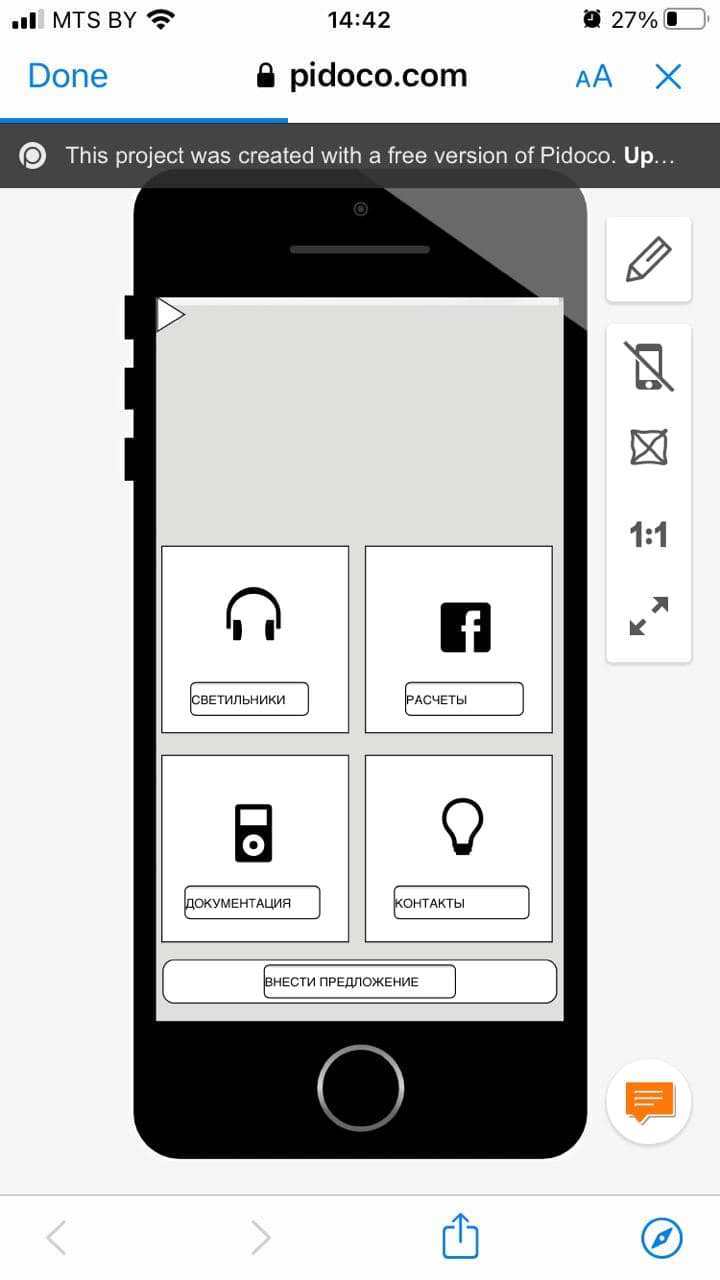 MTS BY
14:42
27%
Done
pidoco.com
AA
This project was created with a free version of Pidoco. Up...
1:1
СВЕТИЛЬНИКИ
РАСЧЕТЫ
ДОКУМЕНТАЦИЯ
КОНТАКТЫ
ВНЕСТИ ПРЕДЛОЖЕНИЕ